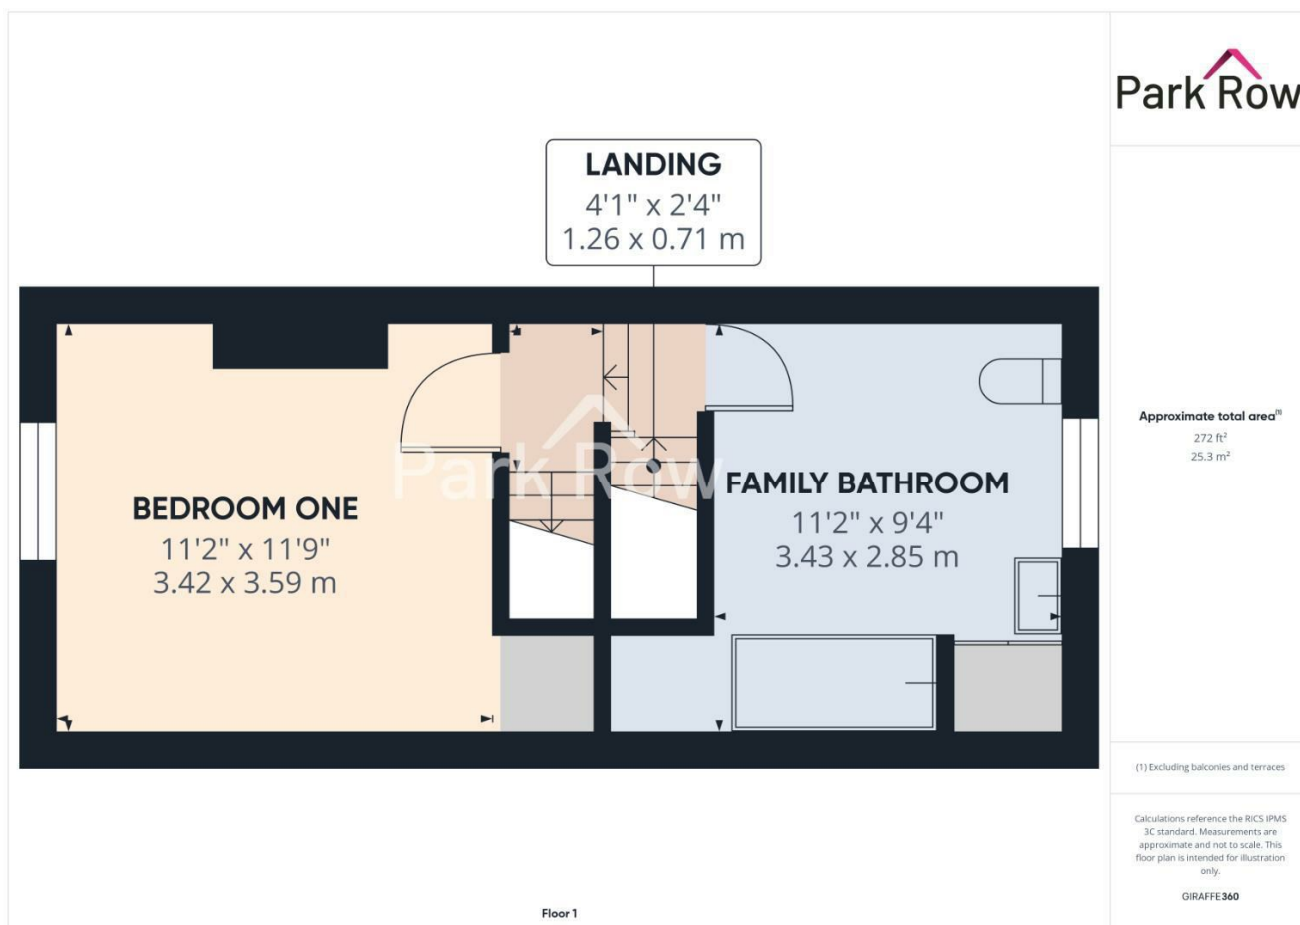 Park Row
LANDING
4'1" x 2'4"
1.26 x 0.71 m
Park Row
BEDROOM ONE
11'2" x 11'9"
3.42 x 3.59 m
FAMILY BATHROOM
11'2" x 9'4"
3.43 x 2.85 m
Approximate total area⁽¹⁾
272 ft²
25.3 m²
(1) Excluding balconies and terraces
Calculations reference the RICS IPMS
3C standard. Measurements are
approximate and not to scale. This
floor plan is intended for illustration
only.
GIRAFFE360
Floor 1